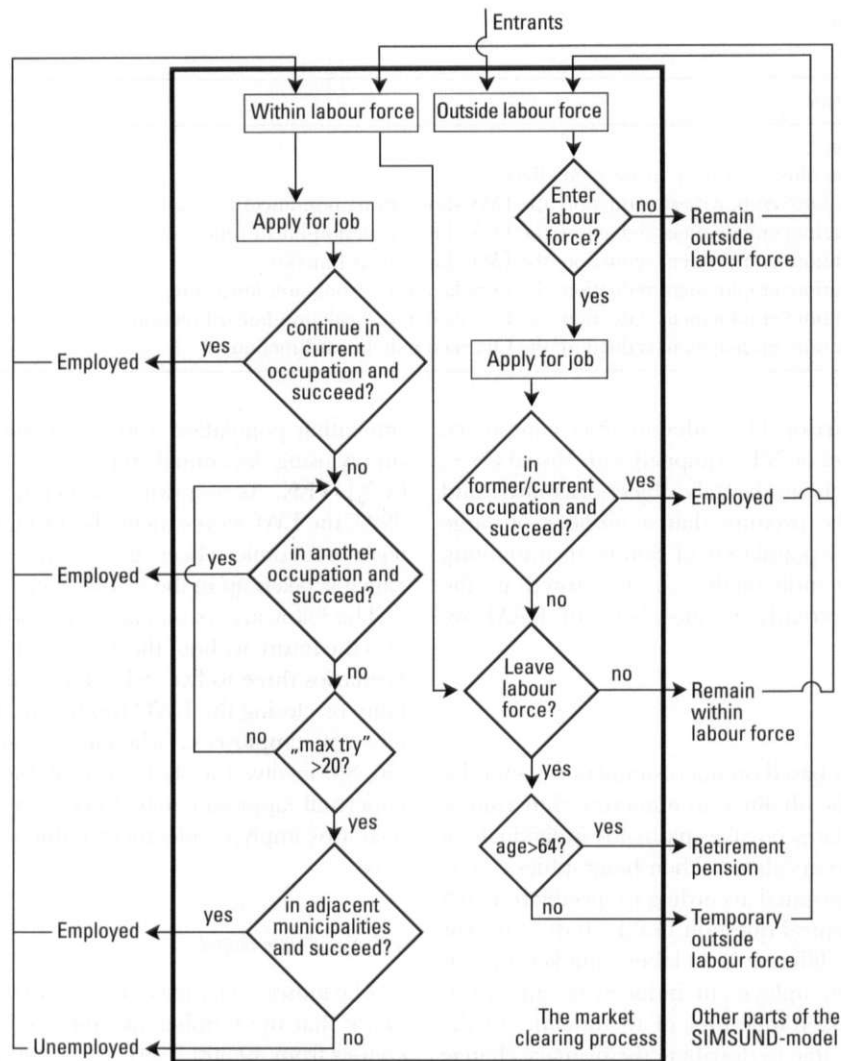 Entrants
Within labour force
Outside labour force
Enter
labour
force?
no
Remain
outside
labour force
yes
Apply for job
Apply for job
continue in
current
occupation and
succeed?
yes
Employed
no
in
former/current
occupation and
succeed?
yes
Employed
no
in another
occupation and
succeed?
yes
Employed
no
Leave
labour
force?
no
Remain
within
labour force
yes
„max try"
>20?
no
yes
age>64?
yes
Retirement
pension
no
Temporary
outside
labour force
in adjacent
municipalities
and succeed?
yes
Employed
no
Unemployed
The market
clearing process
Other parts of the
SIMSUND-model